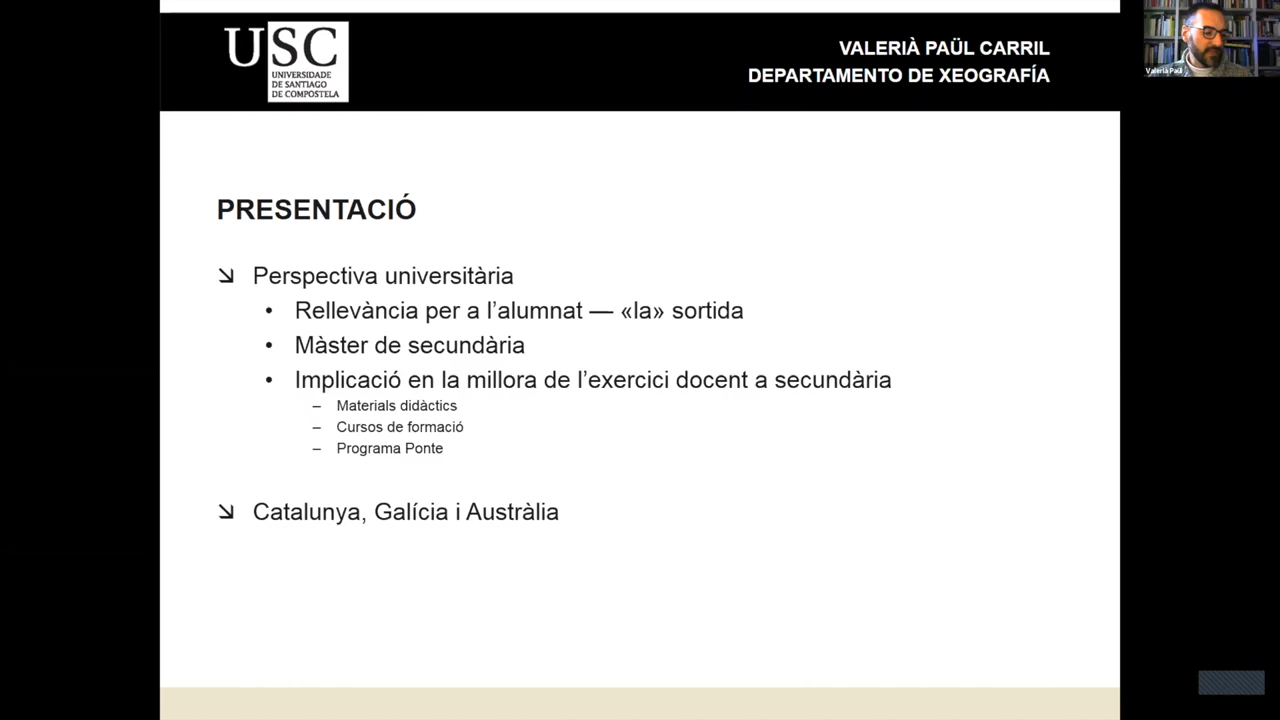 USC
UNIVERSIDADE
DE SANTIAGO
DE COMPOSTELA
VALERIÀ PAÜL CARRIL
DEPARTAMENTO DE XEOGRAFÍA
Valerià Paül
PRESENTACIÓ
Perspectiva universitària
• Rellevància per a l’alumnat — «la» sortida
• Màster de secundària
• Implicació en la millora de l’exercici docent a secundària
– Materials didàctics
– Cursos de formació
– Programa Ponte
Catalunya, Galícia i Austràlia